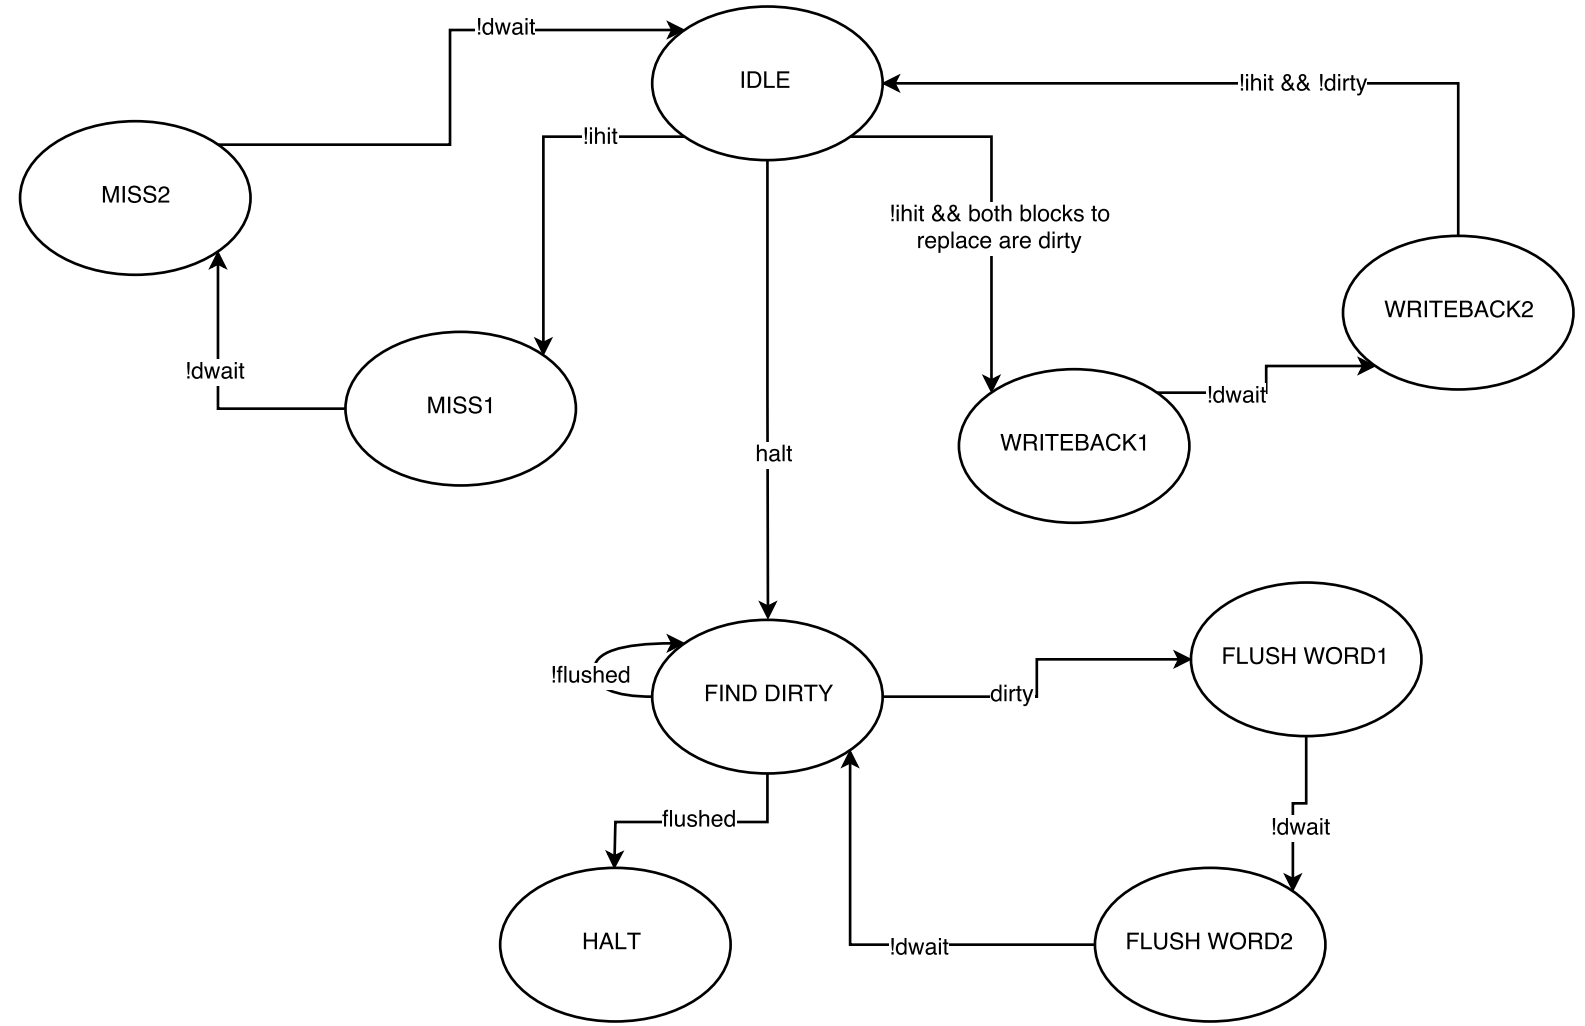 !dwait
IDLE
!ihit && !dirty
!ihit
MISS2
!ihit && both blocks to
replace are dirty
WRITEBACK2
!dwait
!dwait
MISS1
WRITEBACK1
halt
FLUSH WORD1
!flushed
FIND DIRTY
dirty
flushed
!dwait
HALT
!dwait
FLUSH WORD2